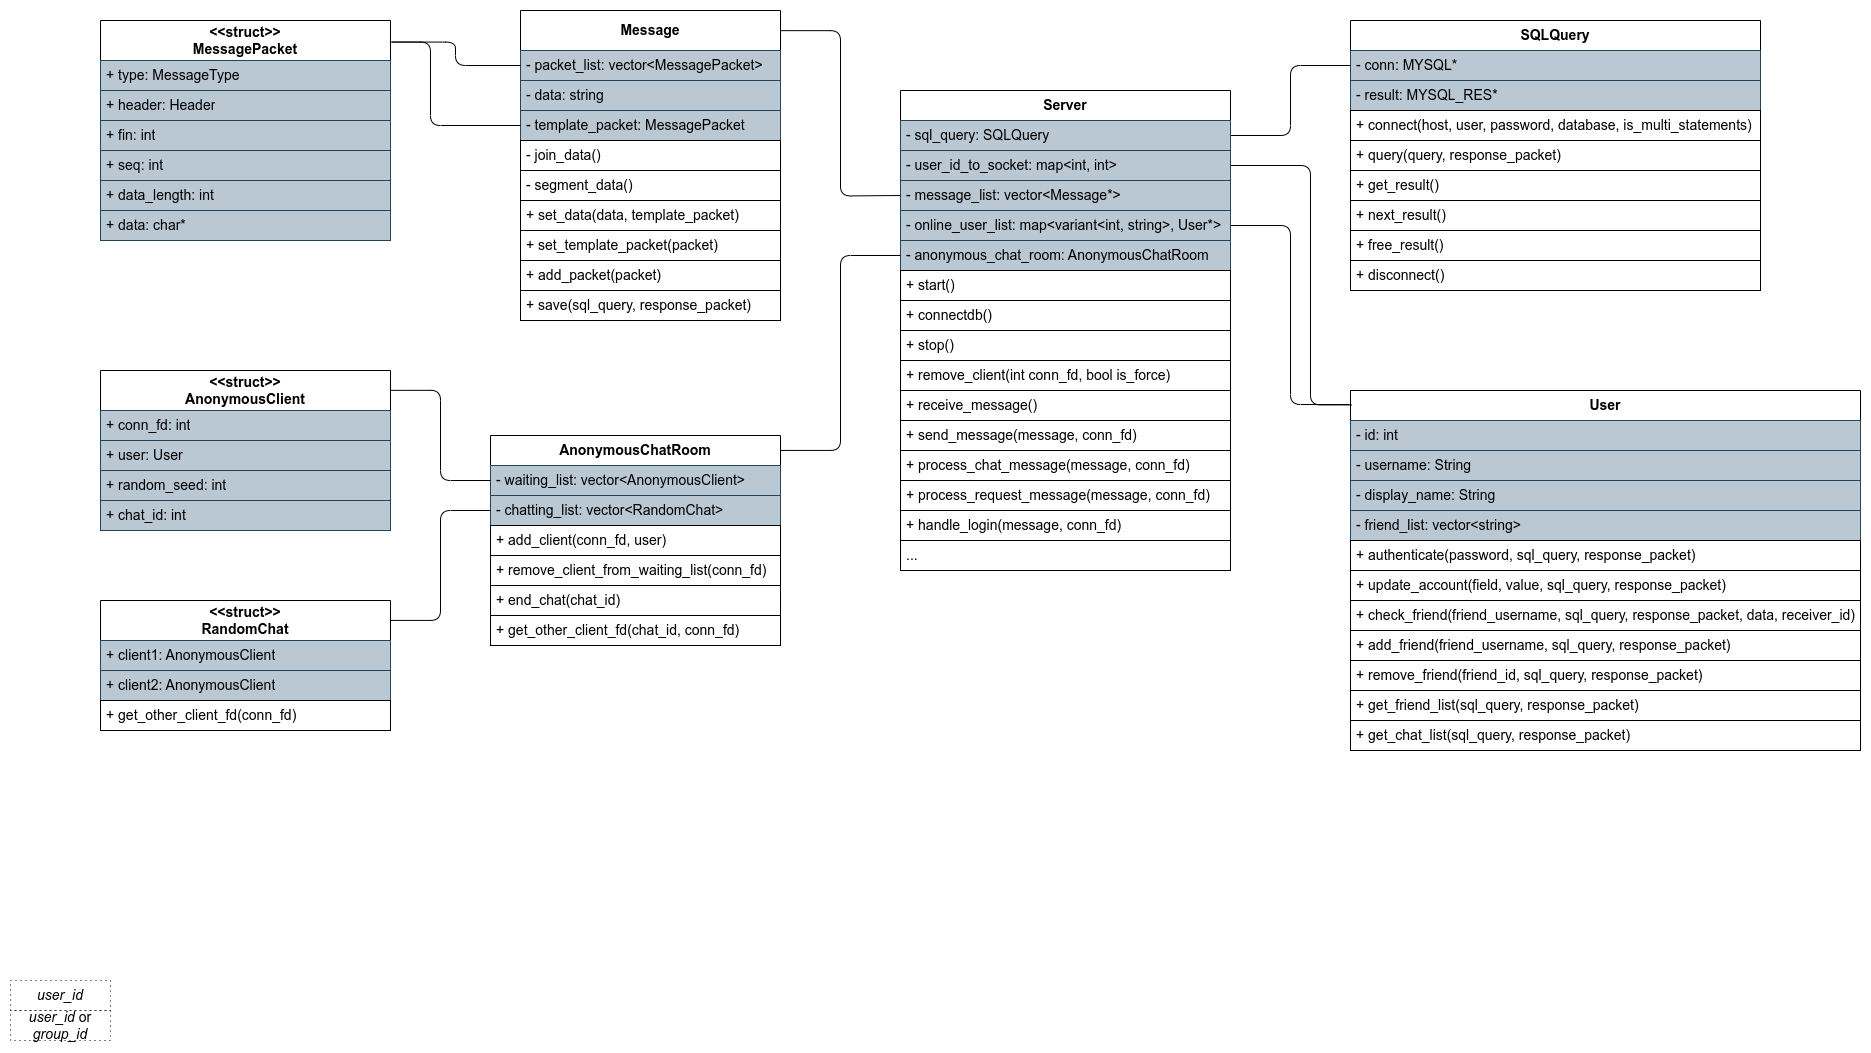 <<struct>>
MessagePacket
+ type: MessageType
+ header: Header
+ fin: int
+ seq: int
+ data_length: int
+ data: char*
Message
- packet_list: vector<MessagePacket>
- data: string
- template_packet: MessagePacket
- join_data()
- segment_data()
+ set_data(data, template_packet)
+ set_template_packet(packet)
+ add_packet(packet)
+ save(sql_query, response_packet)
Server
- sql_query: SQLQuery
- user_id_to_socket: map<int, int>
- message_list: vector<Message*>
- online_user_list: map<variant<int, string>, User*>
- anonymous_chat_room: AnonymousChatRoom
+ start()
+ connectdb()
+ stop()
+ remove_client(int conn_fd, bool is_force)
+ receive_message()
+ send_message(message, conn_fd)
+ process_chat_message(message, conn_fd)
+ process_request_message(message, conn_fd)
+ handle_login(message, conn_fd)
...
SQLQuery
- conn: MYSQL*
- result: MYSQL_RES*
+ connect(host, user, password, database, is_multi_statements)
+ query(query, response_packet)
+ get_result()
+ next_result()
+ free_result()
+ disconnect()
<<struct>>
AnonymousClient
+ conn_fd: int
+ user: User
+ random_seed: int
+ chat_id: int
AnonymousChatRoom
- waiting_list: vector<AnonymousClient>
- chatting_list: vector<RandomChat>
+ add_client(conn_fd, user)
+ remove_client_from_waiting_list(conn_fd)
+ end_chat(chat_id)
+ get_other_client_fd(chat_id, conn_fd)
User
- id: int
- username: String
- display_name: String
- friend_list: vector<string>
+ authenticate(password, sql_query, response_packet)
+ update_account(field, value, sql_query, response_packet)
+ check_friend(friend_username, sql_query, response_packet, data, receiver_id)
+ add_friend(friend_username, sql_query, response_packet)
+ remove_friend(friend_id, sql_query, response_packet)
+ get_friend_list(sql_query, response_packet)
+ get_chat_list(sql_query, response_packet)
<<struct>>
RandomChat
+ client1: AnonymousClient
+ client2: AnonymousClient
+ get_other_client_fd(conn_fd)
user_id
user_id or
group_id